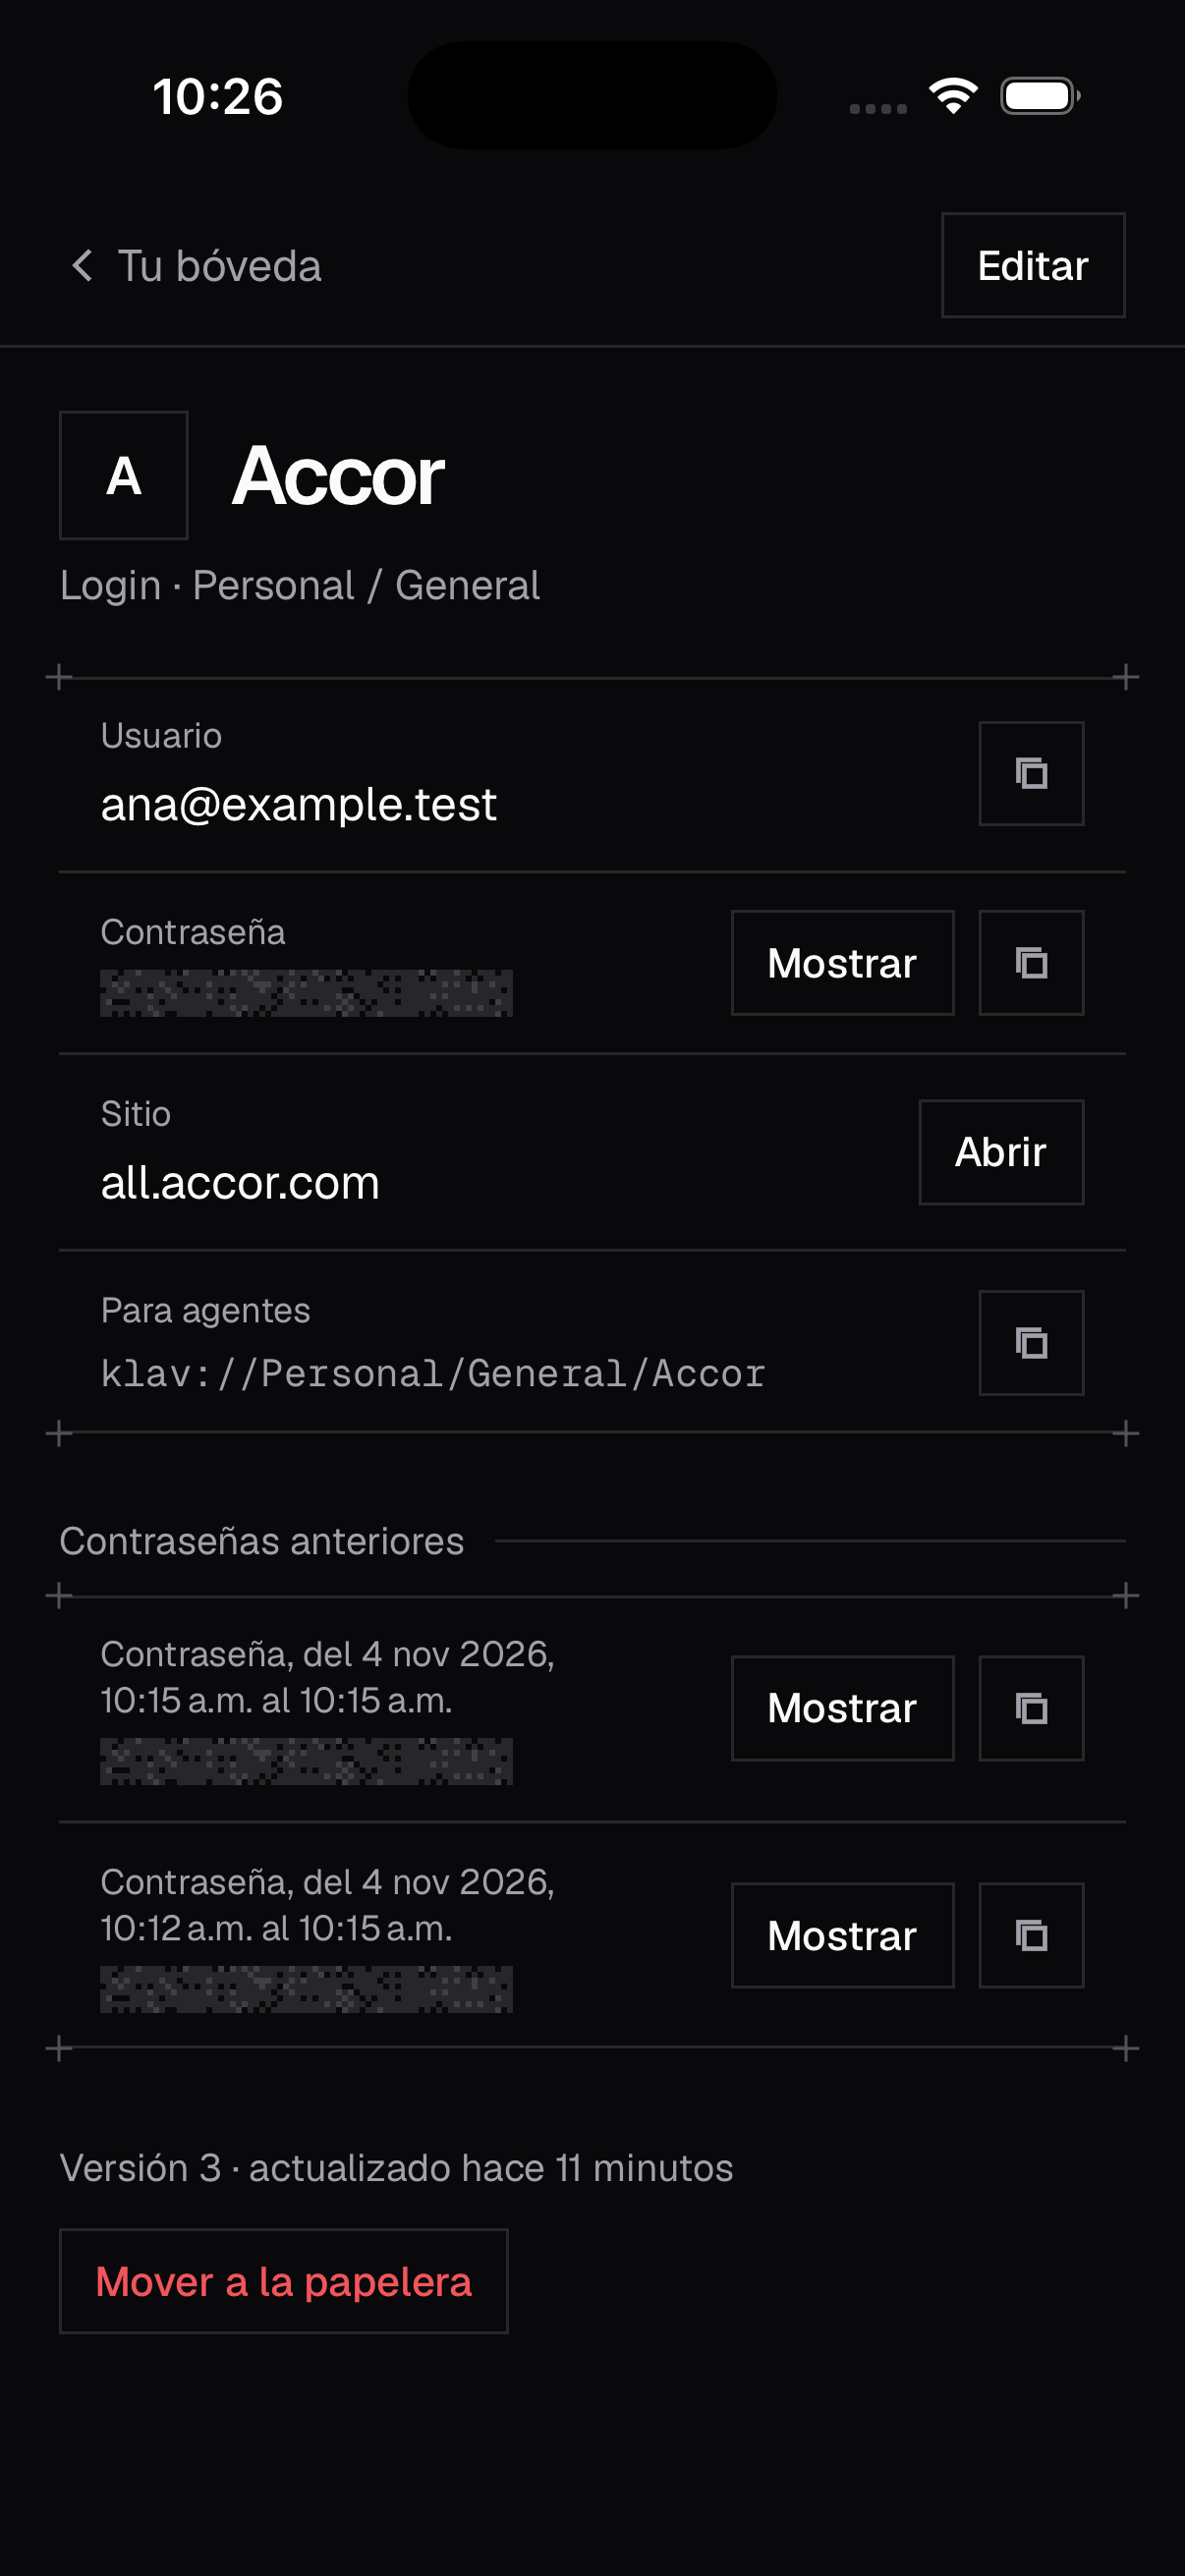 10:26
Tu bóveda
Editar
A
Accor
Login · Personal / General
Usuario
ana@example.test
Contraseña
Mostrar
Sitio
all.accor.com
Abrir
Para agentes
klav://Personal/General/Accor
Contraseñas anteriores
Contraseña, del 4 nov 2026,
10:15 a.m. al 10:15 a.m.
Mostrar
Contraseña, del 4 nov 2026,
10:12 a.m. al 10:15 a.m.
Mostrar
Versión 3 · actualizado hace 11 minutos
Mover a la papelera